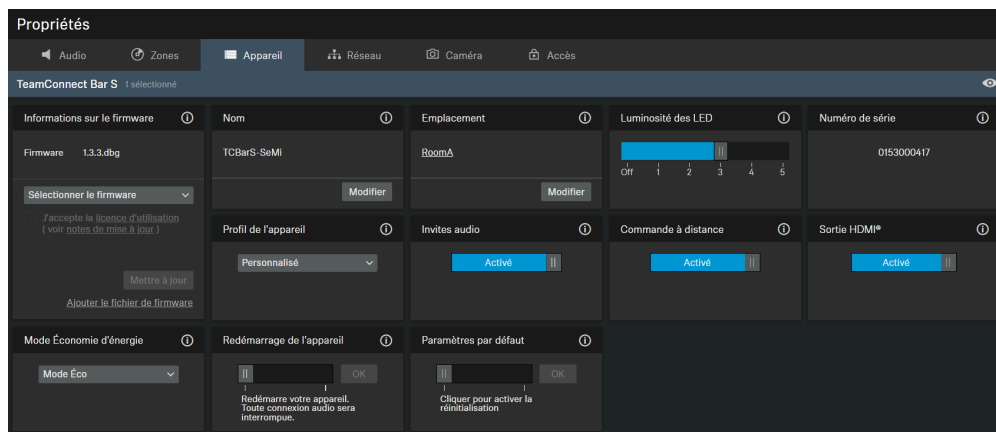 Propriétés
Audio
Zones
Appareil
Réseau
Caméra
Accès
TeamConnect Bar S 1 sélectionné
Informations sur le firmware
Firmware 1.3.3.dbg
Sélectionner le firmware
J'accepte la licence d'utilisation
( voir notes de mise à jour )
Mettre à jour
Ajouter le fichier de firmware
Nom
TCBarS-SeMi
Modifier
Emplacement
RoomA
Modifier
Luminosité des LED
Off 1 2 3 4 5
Numéro de série
0153000417
Profil de l'appareil
Personnalisé
Invites audio
Activé
Commande à distance
Activé
Sortie HDMI®
Activé
Mode Économie d'énergie
Mode Éco
Redémarrage de l'appareil
OK
Redémarre votre appareil.
Toute connexion audio sera
interrompue.
Paramètres par défaut
OK
Cliquer pour activer la
réinitialisation